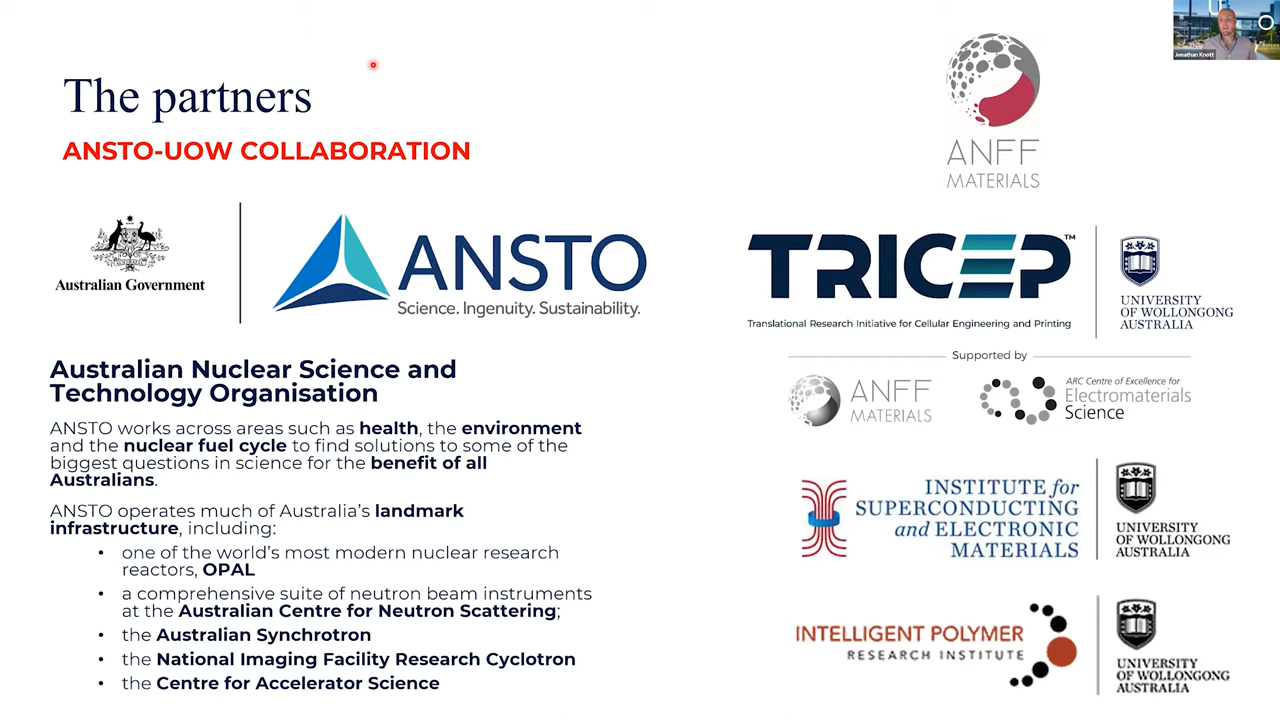 The partners
ANSTO-UOW COLLABORATION
Australian Government
ANSTO
Science. Ingenuity. Sustainability.
Australian Nuclear Science and
Technology Organisation
ANSTO works across areas such as health, the environment
and the nuclear fuel cycle to find solutions to some of the
biggest questions in science for the benefit of all
Australians.
ANSTO operates much of Australia's landmark
infrastructure, including:
• one of the world's most modern nuclear research
reactors, OPAL
• a comprehensive suite of neutron beam instruments
at the Australian Centre for Neutron Scattering;
• the Australian Synchrotron
• the National Imaging Facility Research Cyclotron
• the Centre for Accelerator Science
Jonathan Knott
ANFF
MATERIALS
TRICEP™
Translational Research Initiative for Cellular Engineering and Printing
UNIVERSITY
OF WOLLONGONG
AUSTRALIA
Supported by
ANFF
MATERIALS
ARC Centre of Excellence for
Electromaterials
Science
INSTITUTE for
SUPERCONDUCTING
and ELECTRONIC
MATERIALS
UNIVERSITY
OF WOLLONGONG
AUSTRALIA
INTELLIGENT POLYMER
RESEARCH INSTITUTE
UNIVERSITY
OF WOLLONGONG
AUSTRALIA